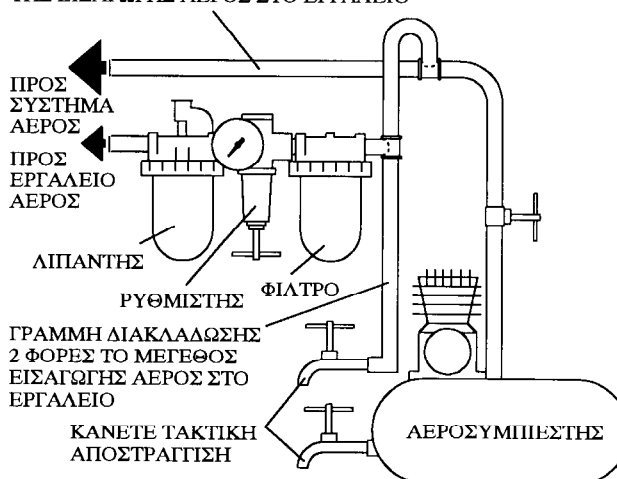 ΠΡΟΣ
ΣΥΣΤΗΜΑ
ΑΕΡΟΣ
ΠΡΟΣ
ΕΡΓΑΛΕΙΟ
ΑΕΡΟΣ
ΛΙΠΑΝΤΗΣ
ΡΥΘΜΙΣΤΗΣ
ΦΙΛΤΡΟ
ΓΡΑΜΜΗ ΔΙΑΚΛΑΔΩΣΗΣ
2 ΦΟΡΕΣ ΤΟ ΜΕΓΕΘΟΣ
ΕΙΣΑΓΩΓΗΣ ΑΕΡΟΣ ΣΤΟ
ΕΡΓΑΛΕΙΟ
ΚΑΝΕΤΕ ΤΑΚΤΙΚΗ
ΑΠΟΣΤΡΑΓΓΙΣΗ
ΑΕΡΟΣΥΜΠΙΕΣΤΗΣ